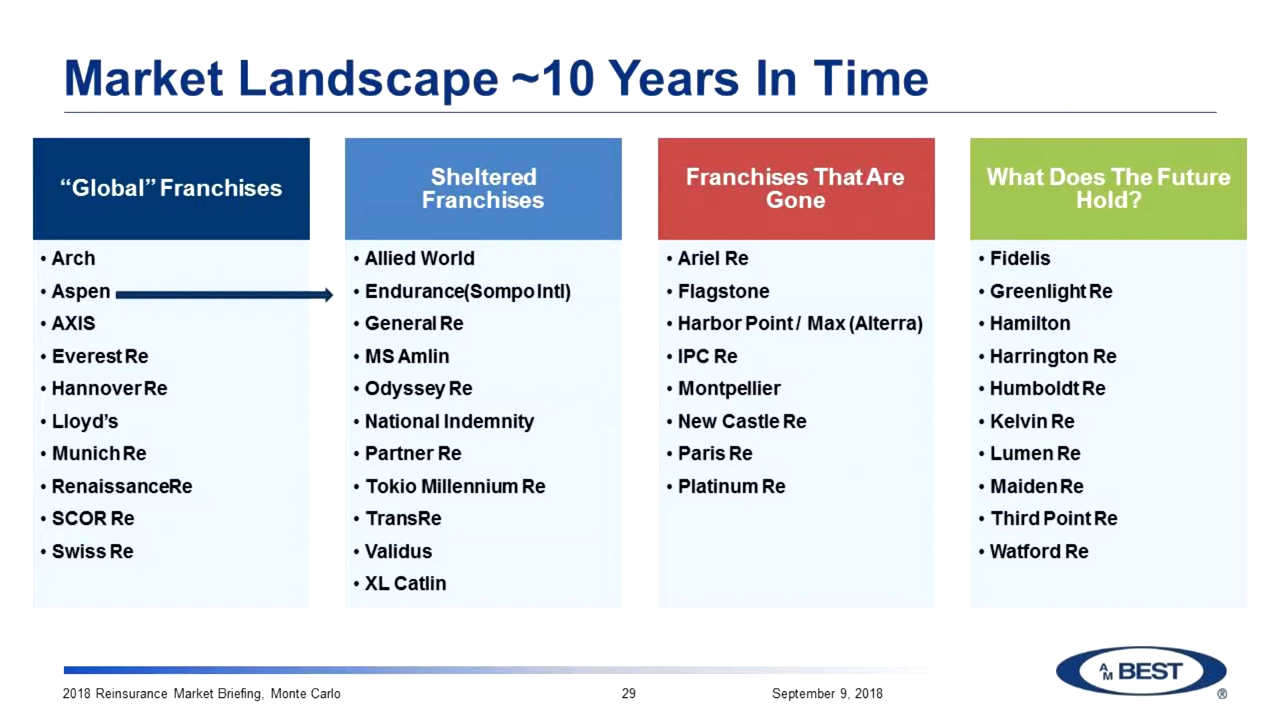 Market Landscape ~10 Years In Time
“Global” Franchises
• Arch
• Aspen
• AXIS
• Everest Re
• Hannover Re
• Lloyd’s
• Munich Re
• RenaissanceRe
• SCOR Re
• Swiss Re
Sheltered
Franchises
• Allied World
• Endurance(Sompo Intl)
• General Re
• MS Amlin
• Odyssey Re
• National Indemnity
• Partner Re
• Tokio Millennium Re
• TransRe
• Validus
• XL Catlin
Franchises That Are
Gone
• Ariel Re
• Flagstone
• Harbor Point / Max (Alterra)
• IPC Re
• Montpellier
• New Castle Re
• Paris Re
• Platinum Re
What Does The Future
Hold?
• Fidelis
• Greenlight Re
• Hamilton
• Harrington Re
• Humboldt Re
• Kelvin Re
• Lumen Re
• Maiden Re
• Third Point Re
• Watford Re
2018 Reinsurance Market Briefing, Monte Carlo
29
September 9, 2018
AM BEST ®